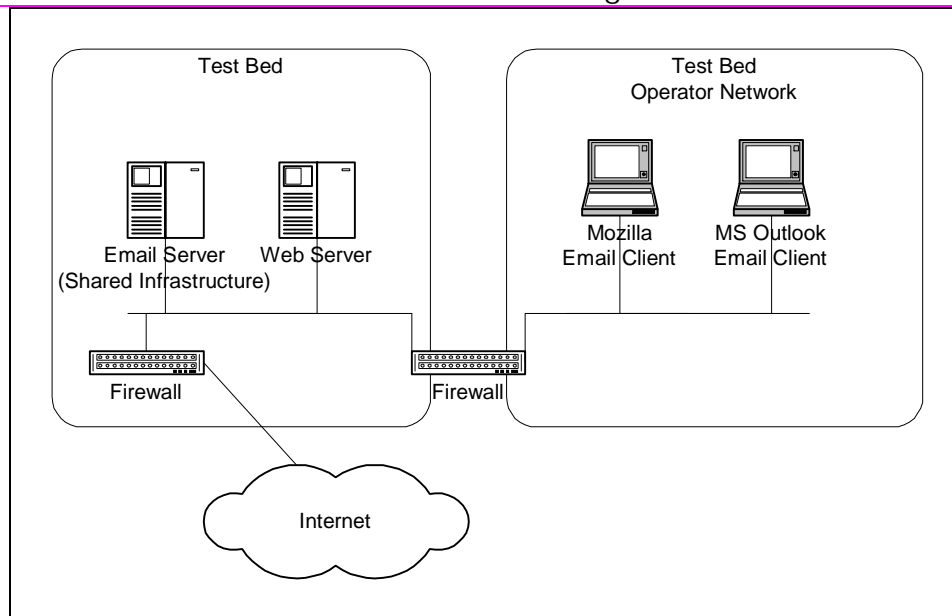 Test Bed
Test Bed
Operator Network
Email Server
(Shared Infrastructure)
Web Server
Mozilla
Email Client
MS Outlook
Email Client
Firewall
Firewall
Internet